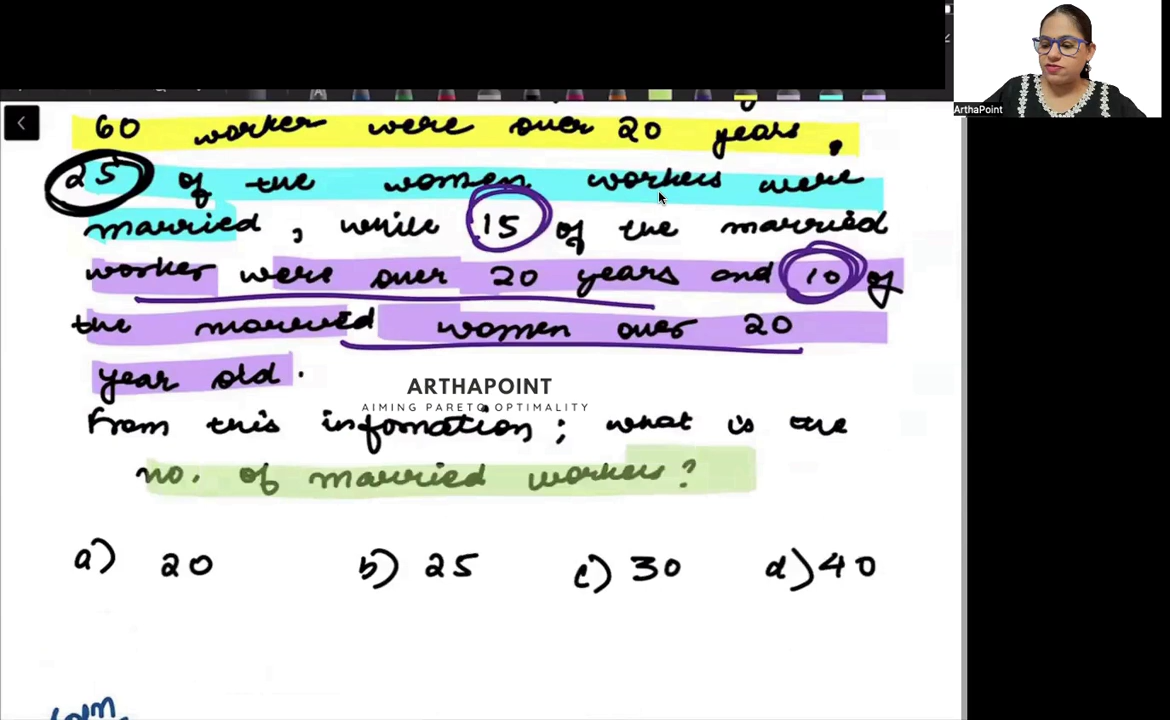 ArthaPoint
60 worker were over 20 years.
25 of the women workers were
married, while 15 of the married
worker were over 20 years and 10 of
the married women over 20
year old.
ARTHAPOINT
AIMING PARETO OPTIMALITY
From this infomation; what is the
no. of married workers?
a) 20 b) 25 c) 30 d) 40